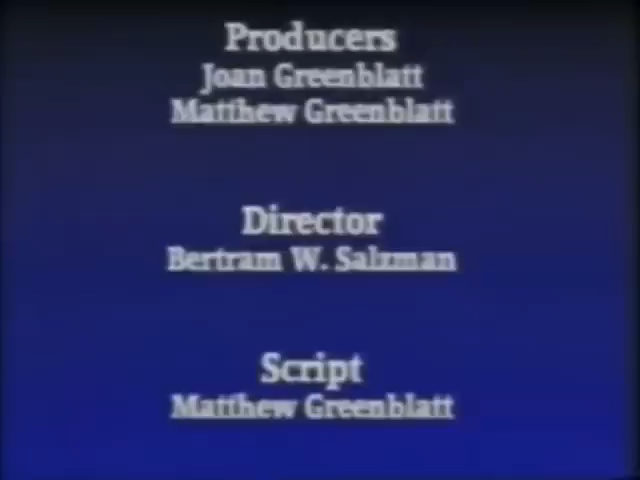 Producers
Joan Greenblatt
Matthew Greenblatt
Director
Bertram W. Salzman
Script
Matthew Greenblatt